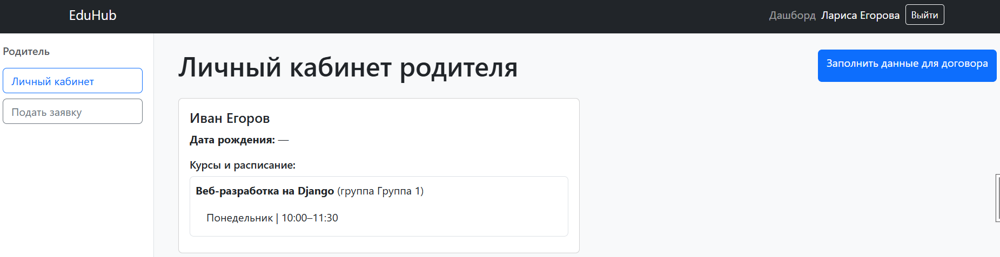 EduHub
Дашборд Лариса Егорова Выйти
Родитель
Личный кабинет
Подать заявку
Личный кабинет родителя
Заполнить данные для договора
Иван Егоров
Дата рождения: —
Курсы и расписание:
Веб-разработка на Django (группа Группа 1)
Понедельник | 10:00–11:30